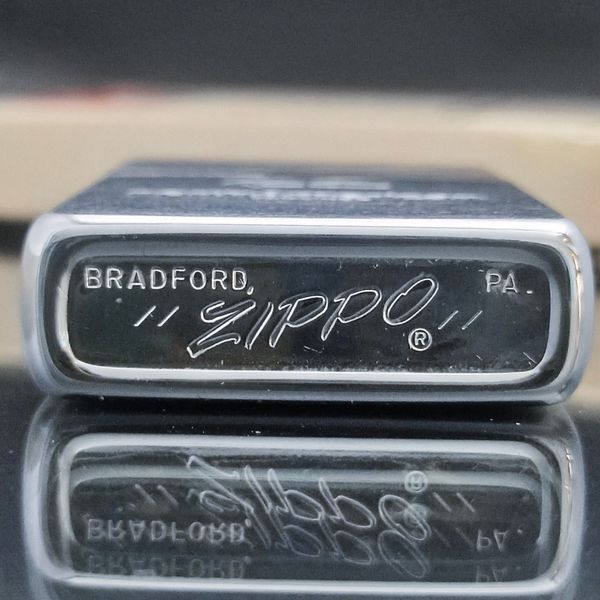 BRADFORD, PA.
// ZIPPO ® //